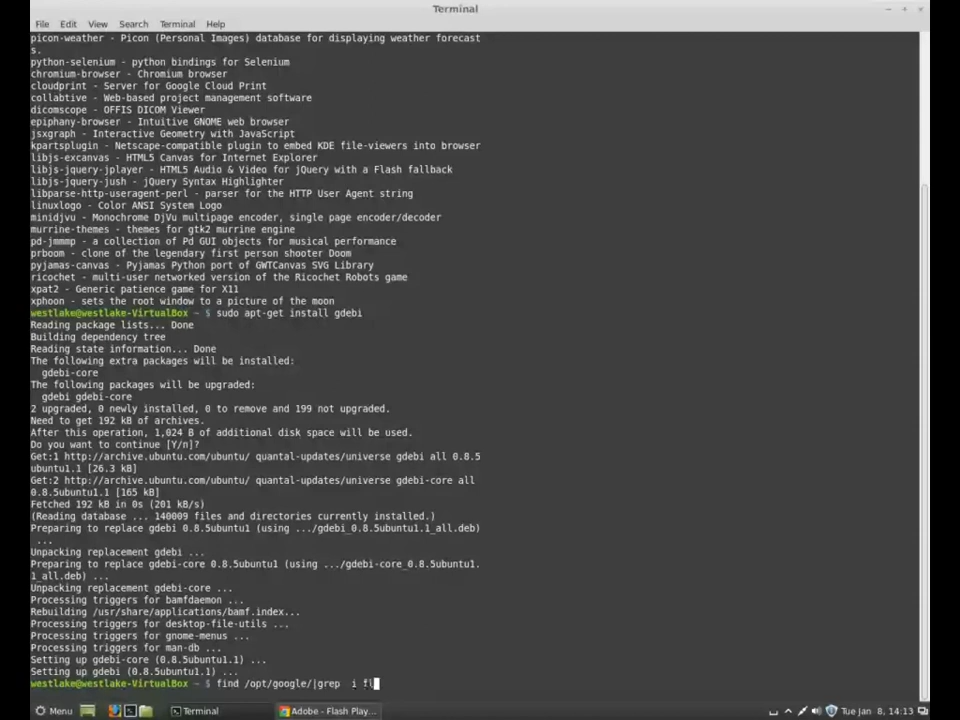 Terminal
File Edit View Search Terminal Help
picon-weather - Picon (Personal Images) database for displaying weather forecast
s.
python-selenium - python bindings for Selenium
chromium-browser - Chromium browser
cloudprint - Server for Google Cloud Print
collabtive - Web-based project management software
dicomscope - OFFIS DICOM Viewer
epiphany-browser - Intuitive GNOME web browser
jsxgraph - Interactive Geometry with JavaScript
kpartsplugin - Netscape-compatible plugin to embed KDE file-viewers into browser
libjs-excanvas - HTML5 Canvas for Internet Explorer
libjs-jquery-jplayer - HTML5 Audio & Video for jQuery with a Flash fallback
libjs-jquery-jush - jQuery Syntax Highlighter
libparse-http-useragent-perl - parser for the HTTP User Agent string
linuxlogo - Color ANSI System Logo
minidjvu - Monochrome DjVu multipage encoder, single page encoder/decoder
murrine-themes - themes for gtk2 murrine engine
pd-jmmmp - a collection of Pd GUI objects for musical performance
prboom - clone of the legendary first person shooter Doom
pyjamas-canvas - Pyjamas Python port of GWTCanvas SVG Library
ricochet - multi-user networked version of the Ricochet Robots game
xpat2 - Generic patience game for X11
xphoon - sets the root window to a picture of the moon
westlake@westlake-VirtualBox ~ $ sudo apt-get install gdebi
Reading package lists... Done
Building dependency tree
Reading state information... Done
The following extra packages will be installed:
gdebi-core
The following packages will be upgraded:
gdebi gdebi-core
2 upgraded, 0 newly installed, 0 to remove and 199 not upgraded.
Need to get 192 kB of archives.
After this operation, 1,024 B of additional disk space will be used.
Do you want to continue [Y/n]?
Get:1 http://archive.ubuntu.com/ubuntu/ quantal-updates/universe gdebi all 0.8.5
ubuntu1.1 [26.3 kB]
Get:2 http://archive.ubuntu.com/ubuntu/ quantal-updates/universe gdebi-core all
0.8.5ubuntu1.1 [165 kB]
Fetched 192 kB in 0s (201 kB/s)
(Reading database ... 140009 files and directories currently installed.)
Preparing to replace gdebi 0.8.5ubuntu1 (using .../gdebi_0.8.5ubuntu1.1_all.deb)
...
Unpacking replacement gdebi ...
Preparing to replace gdebi-core 0.8.5ubuntu1 (using .../gdebi-core_0.8.5ubuntu1.
1_all.deb) ...
Unpacking replacement gdebi-core ...
Processing triggers for bamfdaemon ...
Rebuilding /usr/share/applications/bamf.index...
Processing triggers for desktop-file-utils ...
Processing triggers for gnome-menus ...
Processing triggers for man-db ...
Setting up gdebi-core (0.8.5ubuntu1.1) ...
Setting up gdebi (0.8.5ubuntu1.1) ...
westlake@westlake-VirtualBox ~ $ find /opt/google/|grep i fl
Menu Terminal Adobe - Flash Play... Tue Jan 8, 14:13